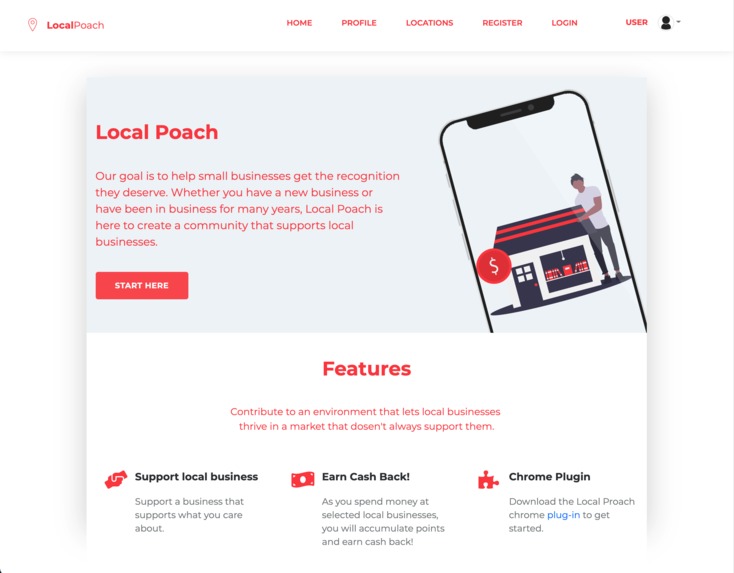 LocalPoach
HOME PROFILE LOCATIONS REGISTER LOGIN USER
Local Poach
Our goal is to help small businesses get the recognition
they deserve. Whether you have a new business or
have been in business for many years, Local Poach is
here to create a community that supports local
businesses.
START HERE
$
Features
Contribute to an environment that lets local businesses
thrive in a market that dosen't always support them.
Support local business
Support a business that
supports what you care
about.
Earn Cash Back!
As you spend money at
selected local businesses,
you will accumulate points
and earn cash back!
Chrome Plugin
Download the Local Proach
chrome plug-in to get
started.